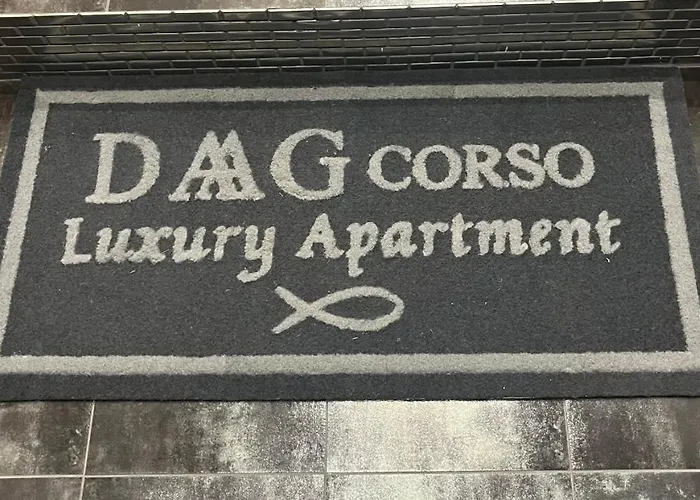 DAAG CORSO
Luxury Apartment